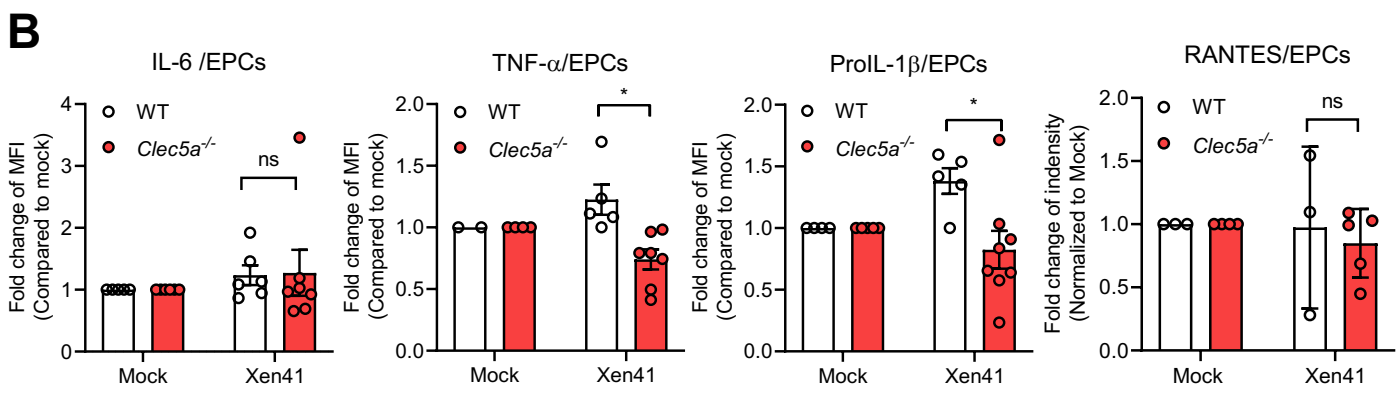 B
IL-6 /EPCs
Fold change of MFI
(Compared to mock)
4
3
2
1
0
WT
Clec5a-/-
ns
Mock
Xen41
TNF-α/EPCs
Fold change of MFI
(Compared to mock)
2.0
1.5
1.0
0.5
0.0
WT
Clec5a-/-
*
Mock
Xen41
ProIL-1β/EPCs
Fold change of MFI
(Compared to mock)
2.0
1.5
1.0
0.5
0.0
WT
Clec5a-/-
*
Mock
Xen41
RANTES/EPCs
Fold change of indensity
(Normalized to Mock)
2.0
1.5
1.0
0.5
0.0
WT
Clec5a-/-
ns
Mock
Xen41